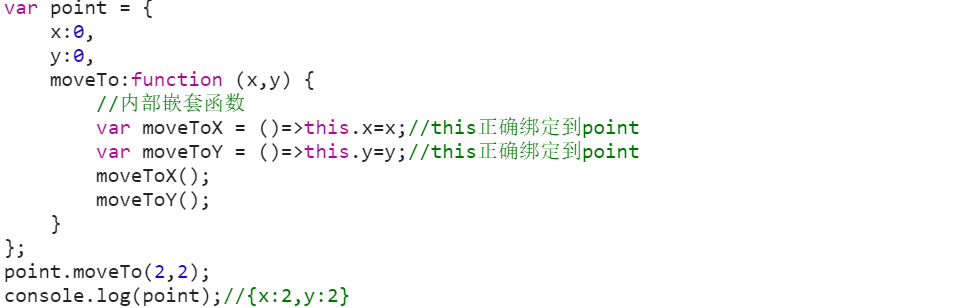 var point = {
    x:0,
    y:0,
    moveTo:function (x,y) {
        //内部嵌套函数
        var moveToX = ()=>this.x=x;//this正确绑定到point
        var moveToY = ()=>this.y=y;//this正确绑定到point
        moveToX();
        moveToY();
    }
};
point.moveTo(2,2);
console.log(point);//{x:2,y:2}